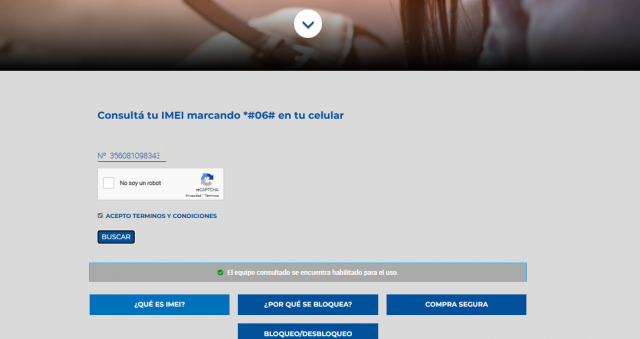 Consultá tu IMEI marcando *#06# en tu celular
Nº 356081098343
No soy un robot
reCAPTCHA
Privacidad - Términos
ACEPTO TERMINOS Y CONDICIONES
BUSCAR
El equipo consultado se encuentra habilitado para el uso.
¿QUÉ ES IMEI?
¿POR QUÉ SE BLOQUEA?
COMPRA SEGURA
BLOQUEO/DESBLOQUEO